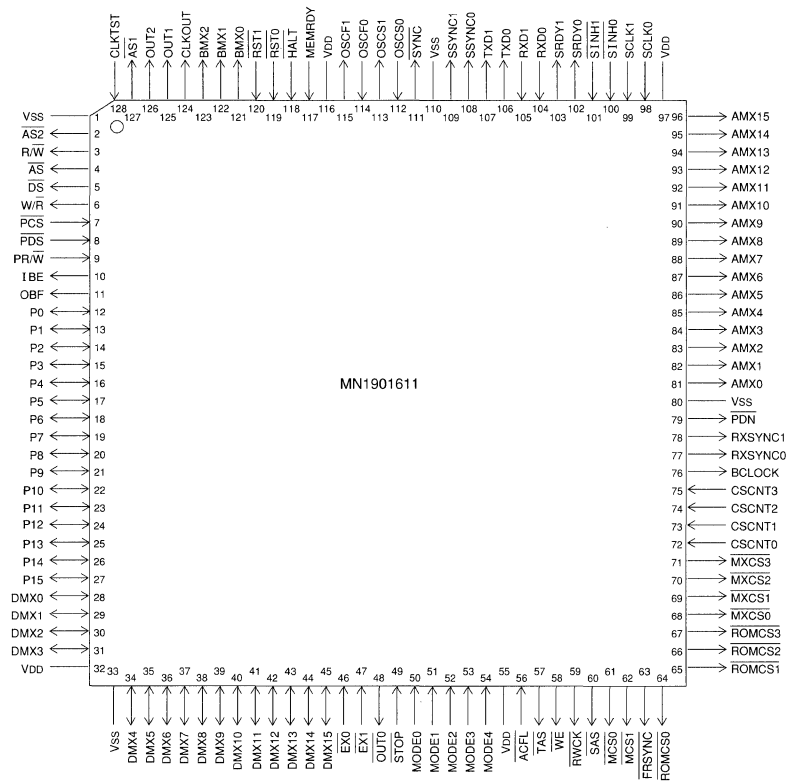 CLKTST 128
AS1 127
OUT2 126
OUT1 125
CLKOUT 124
BMX2 123
BMX1 122
BMX0 121
RST1 120
RST0 119
HALT 118
MEMRDY 117
VDD 116
OSCF1 115
OSCF0 114
OSCS1 113
OSCS0 112
SYNC 111
VSS 110
SSYNC1 109
SSYNC0 108
TXD1 107
TXD0 106
RXD1 105
RXD0 104
SRDY1 103
SRDY0 102
SINH1 101
SINH0 100
SCLK1 99
SCLK0 98
VDD 97
VSS 1
AS2 2
R/W 3
AS 4
DS 5
W/R 6
PCS 7
PDS 8
PR/W 9
IBE 10
OBF 11
P0 12
P1 13
P2 14
P3 15
P4 16
P5 17
P6 18
P7 19
P8 20
P9 21
P10 22
P11 23
P12 24
P13 25
P14 26
P15 27
DMX0 28
DMX1 29
DMX2 30
DMX3 31
VDD 32
MN1901611
96 AMX15
95 AMX14
94 AMX13
93 AMX12
92 AMX11
91 AMX10
90 AMX9
89 AMX8
88 AMX7
87 AMX6
86 AMX5
85 AMX4
84 AMX3
83 AMX2
82 AMX1
81 AMX0
80 VSS
79 PDN
78 RXSYNC1
77 RXSYNC0
76 BCLOCK
75 CSCNT3
74 CSCNT2
73 CSCNT1
72 CSCNT0
71 MXCS3
70 MXCS2
69 MXCS1
68 MXCS0
67 ROMCS3
66 ROMCS2
65 ROMCS1
33 VSS
34 DMX4
35 DMX5
36 DMX6
37 DMX7
38 DMX8
39 DMX9
40 DMX10
41 DMX11
42 DMX12
43 DMX13
44 DMX14
45 DMX15
46 EX0
47 EX1
48 OUT0
49 STOP
50 MODE0
51 MODE1
52 MODE2
53 MODE3
54 MODE4
55 VDD
56 ACFL
57 TAS
58 WE
59 RWCK
60 SAS
61 MCS0
62 MCS1
63 FRSYNC
64 ROMCS0